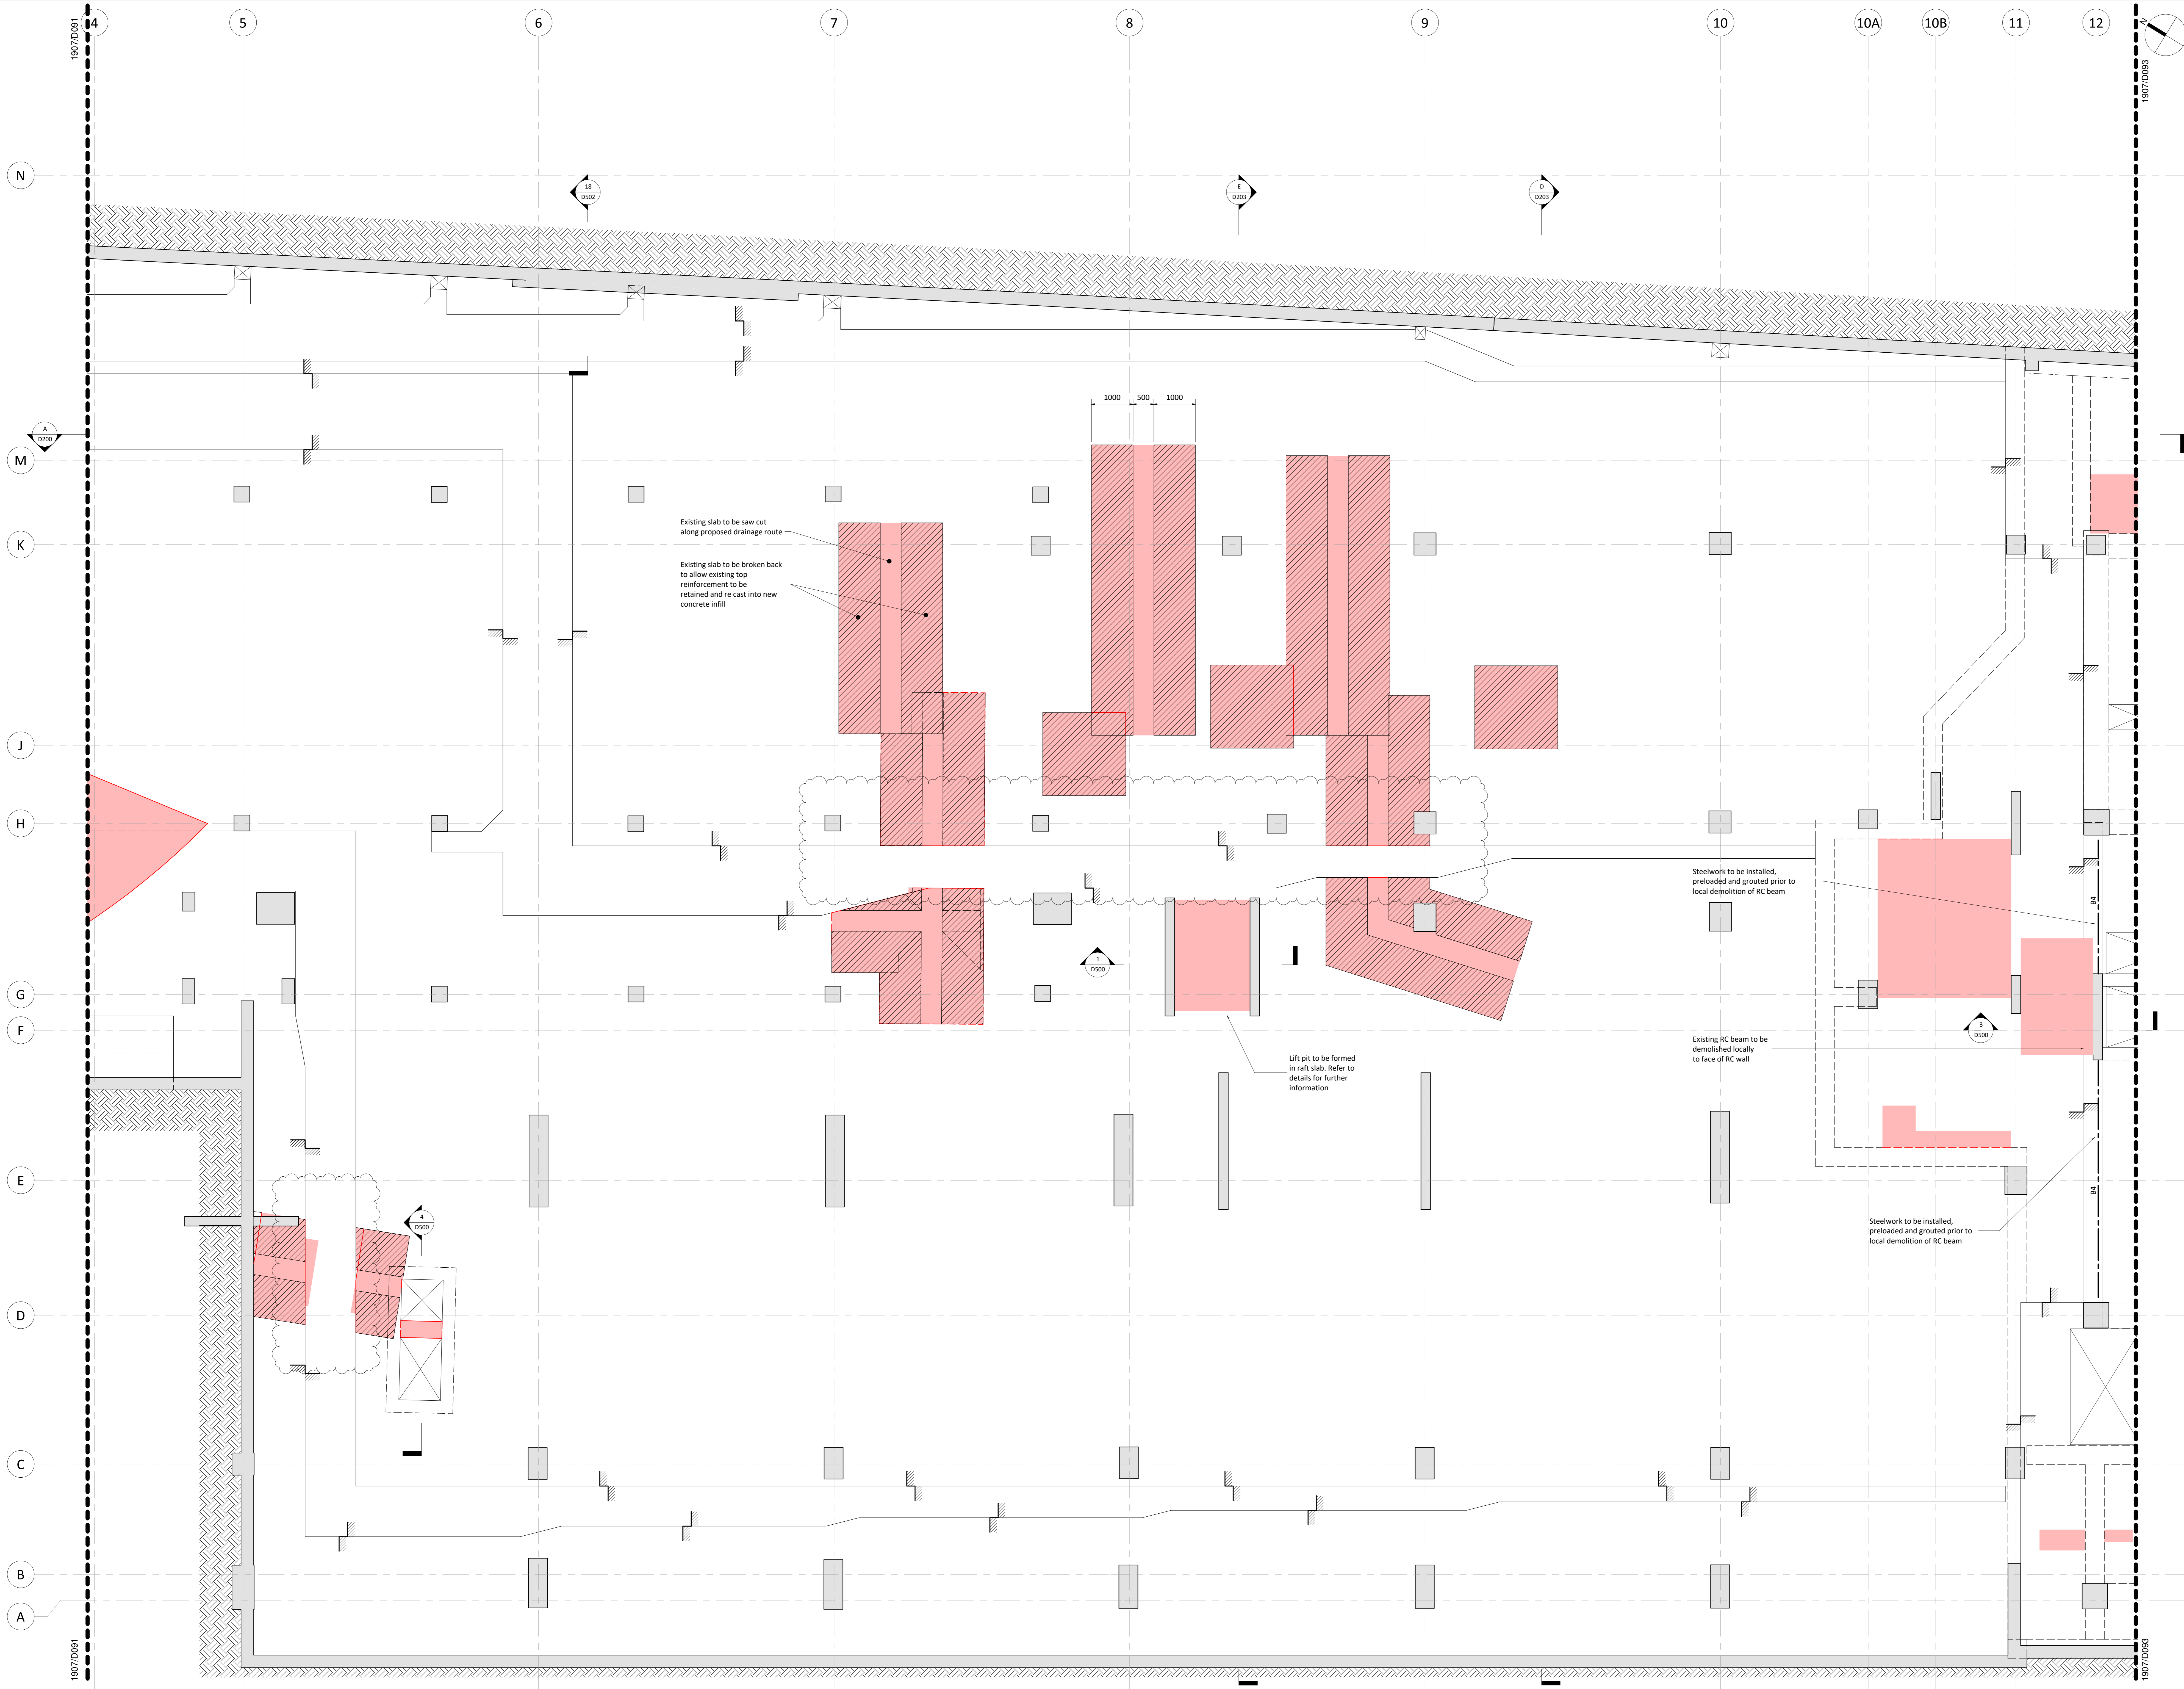 4
5
6
7
8
9
10
10A
10B
11
12
N
1907/D091
1907/D093
N
18
D502
E
D203
D
D203
1000
500
1000
A
D200
M
K
Existing slab to be saw cut
along proposed drainage route
Existing slab to be broken back
to allow existing top
reinforcement to be
retained and re cast into new
concrete infill
J
H
Steelwork to be installed,
preloaded and grouted prior to
local demolition of RC beam
B4
1
D500
G
F
3
D500
Existing RC beam to be
demolished locally
to face of RC wall
Lift pit to be formed
in raft slab. Refer to
details for further
information
E
B4
4
D500
Steelwork to be installed,
preloaded and grouted prior to
local demolition of RC beam
D
C
B
A
1907/D091
1907/D093